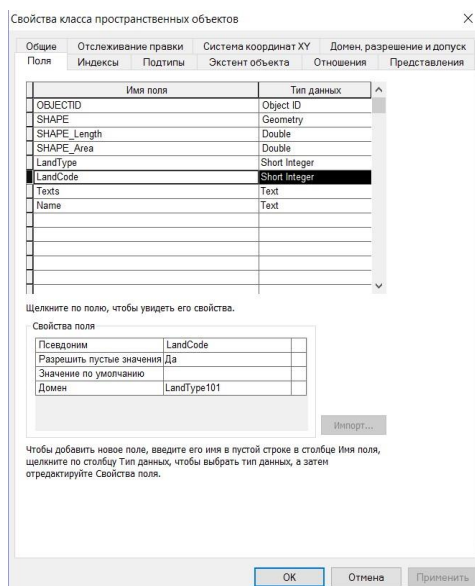 Свойства класса пространственных объектов
Общие Отслеживание правки Система координат XY Домен, разрешение и допуск
Поля Индексы Подтипы Экстент объекта Отношения Представления
Имя поля Тип данных
OBJECTID Object ID
SHAPE Geometry
SHAPE_Length Double
SHAPE_Area Double
LandType Short Integer
LandCode Short Integer
Texts Text
Name Text
Щелкните по полю, чтобы увидеть его свойства.
Свойства поля
Псевдоним LandCode
Разрешить пустые значения Да
Значение по умолчанию
Домен LandType101
Импорт...
Чтобы добавить новое поле, введите его имя в пустой строке в столбце Имя поля,
щелкните по столбцу Тип данных, чтобы выбрать тип данных, а затем
отредактируйте Свойства поля.
ОК Отмена Применить